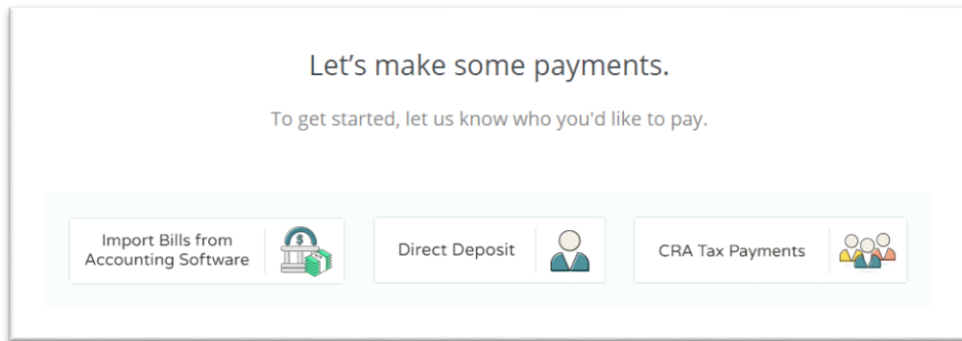 Let’s make some payments.
To get started, let us know who you'd like to pay.
Import Bills from
Accounting Software
$
Direct Deposit
CRA Tax Payments